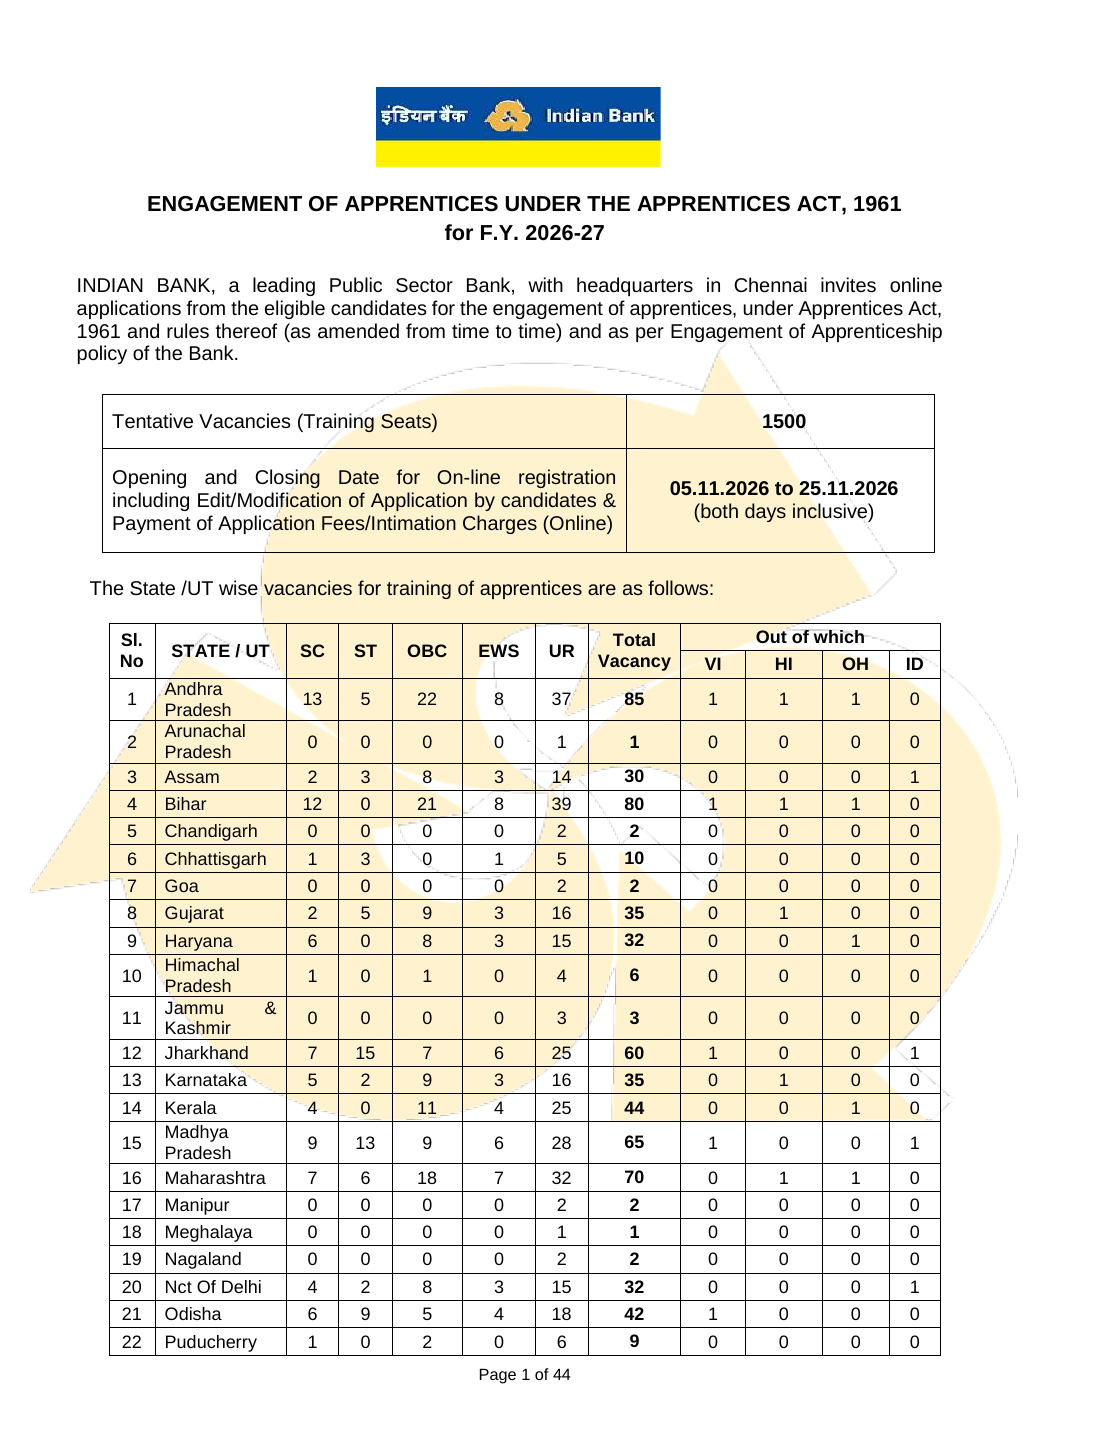 इंडियन बैंक Indian Bank
ENGAGEMENT OF APPRENTICES UNDER THE APPRENTICES ACT, 1961
for F.Y. 2026-27
INDIAN BANK, a leading Public Sector Bank, with headquarters in Chennai invites online
applications from the eligible candidates for the engagement of apprentices, under Apprentices Act,
1961 and rules thereof (as amended from time to time) and as per Engagement of Apprenticeship
policy of the Bank.
Tentative Vacancies (Training Seats) 1500
Opening and Closing Date for On-line registration
including Edit/Modification of Application by candidates &
Payment of Application Fees/Intimation Charges (Online)
05.11.2026 to 25.11.2026
(both days inclusive)
The State /UT wise vacancies for training of apprentices are as follows:
Sl. No STATE / UT SC ST OBC EWS UR Total Vacancy Out of which
VI HI OH ID
1 Andhra Pradesh 13 5 22 8 37 85 1 1 1 0
2 Arunachal Pradesh 0 0 0 0 1 1 0 0 0 0
3 Assam 2 3 8 3 14 30 0 0 0 1
4 Bihar 12 0 21 8 39 80 1 1 1 0
5 Chandigarh 0 0 0 0 2 2 0 0 0 0
6 Chhattisgarh 1 3 0 1 5 10 0 0 0 0
7 Goa 0 0 0 0 2 2 0 0 0 0
8 Gujarat 2 5 9 3 16 35 0 1 0 0
9 Haryana 6 0 8 3 15 32 0 0 1 0
10 Himachal Pradesh 1 0 1 0 4 6 0 0 0 0
11 Jammu & Kashmir 0 0 0 0 3 3 0 0 0 0
12 Jharkhand 7 15 7 6 25 60 1 0 0 1
13 Karnataka 5 2 9 3 16 35 0 1 0 0
14 Kerala 4 0 11 4 25 44 0 0 1 0
15 Madhya Pradesh 9 13 9 6 28 65 1 0 0 1
16 Maharashtra 7 6 18 7 32 70 0 1 1 0
17 Manipur 0 0 0 0 2 2 0 0 0 0
18 Meghalaya 0 0 0 0 1 1 0 0 0 0
19 Nagaland 0 0 0 0 2 2 0 0 0 0
20 Nct Of Delhi 4 2 8 3 15 32 0 0 0 1
21 Odisha 6 9 5 4 18 42 1 0 0 0
22 Puducherry 1 0 2 0 6 9 0 0 0 0
Page 1 of 44